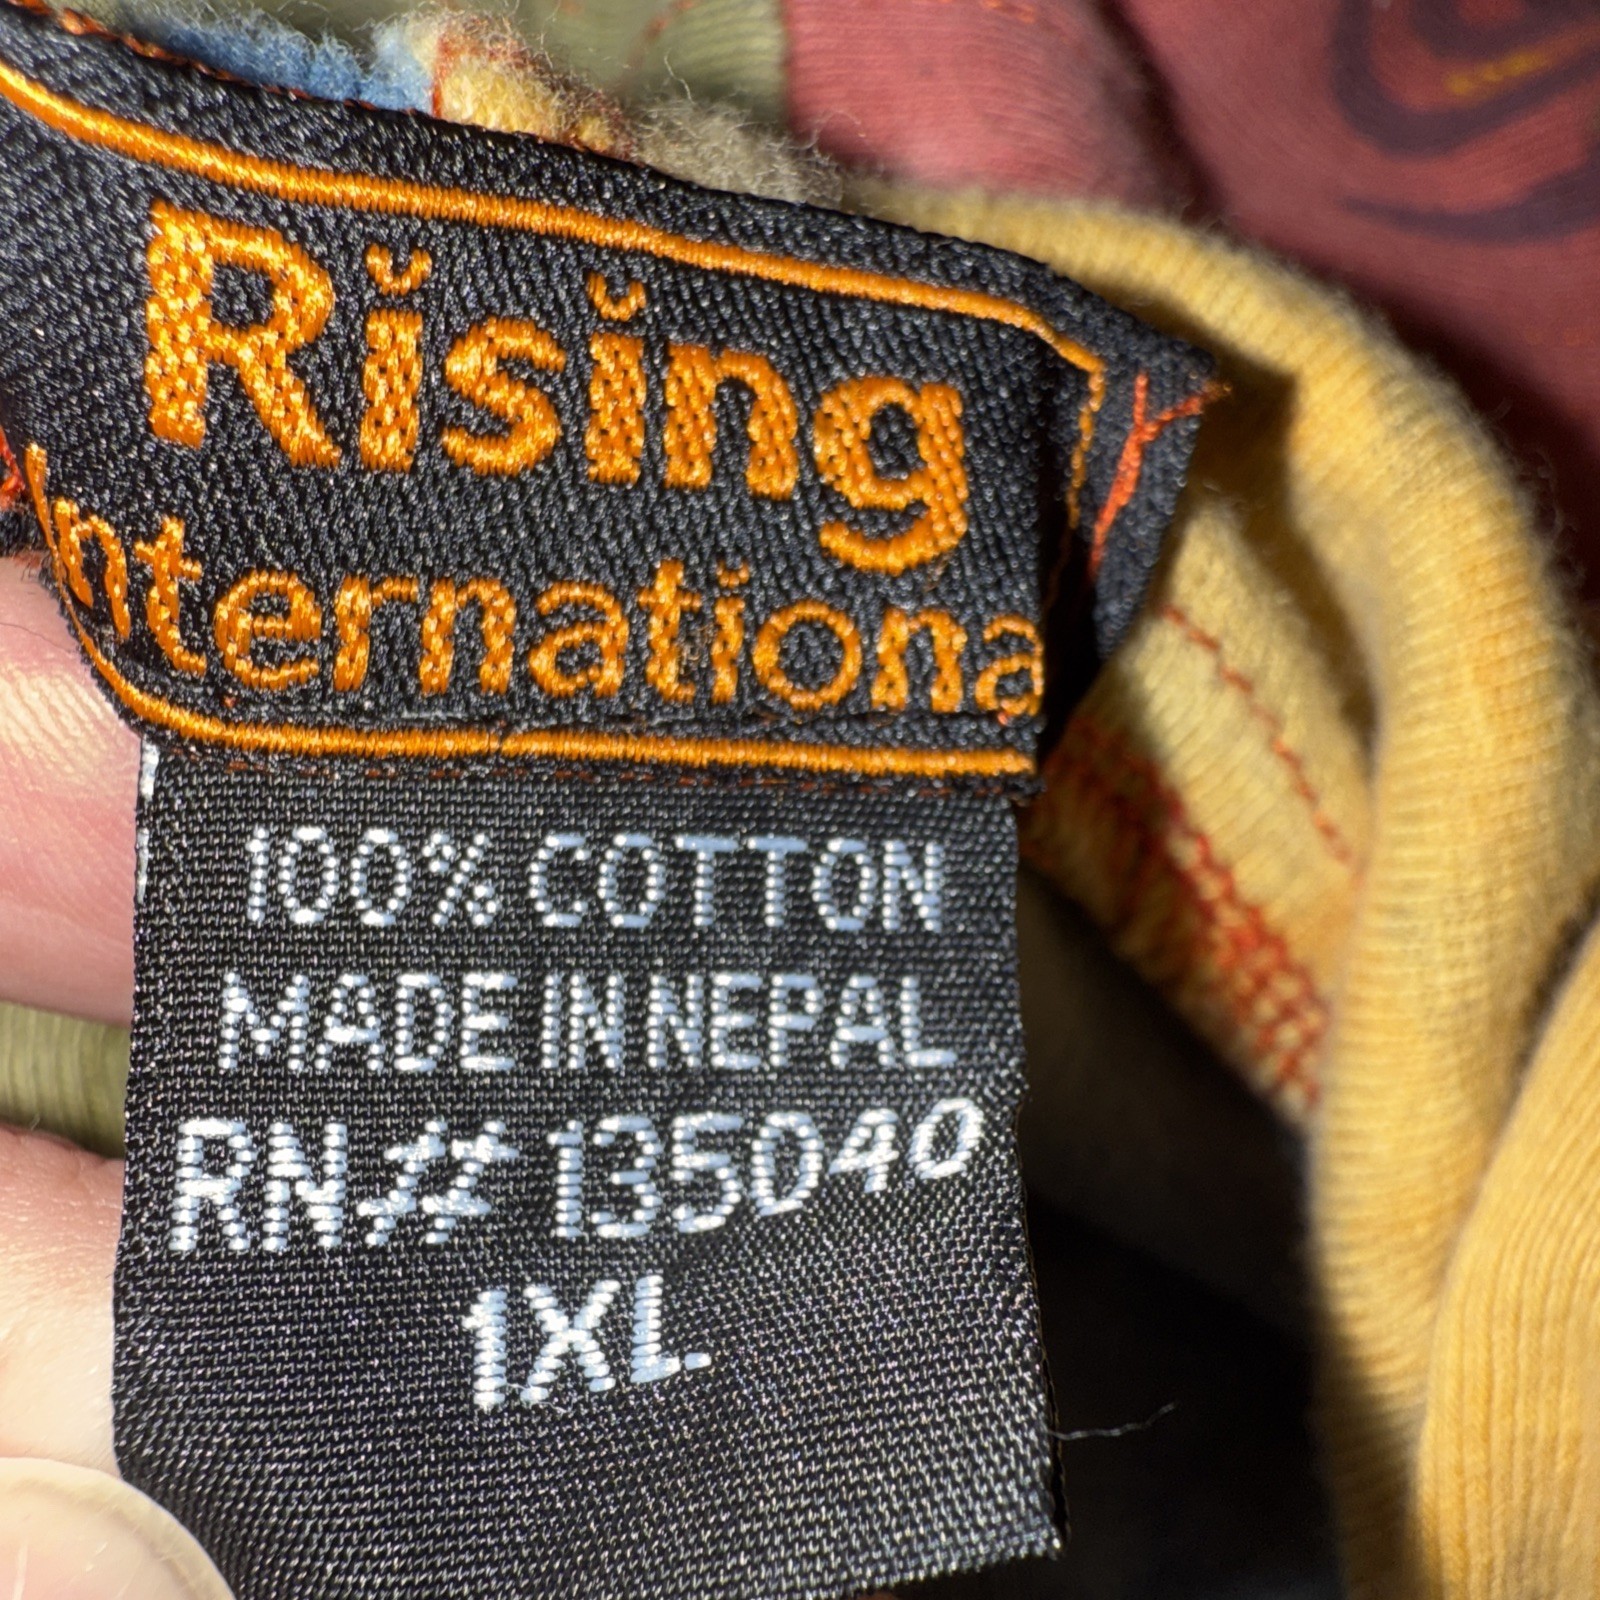 Rising
Internationa
100% COTTON
MADE IN NEPAL
RN# 135040
1XL